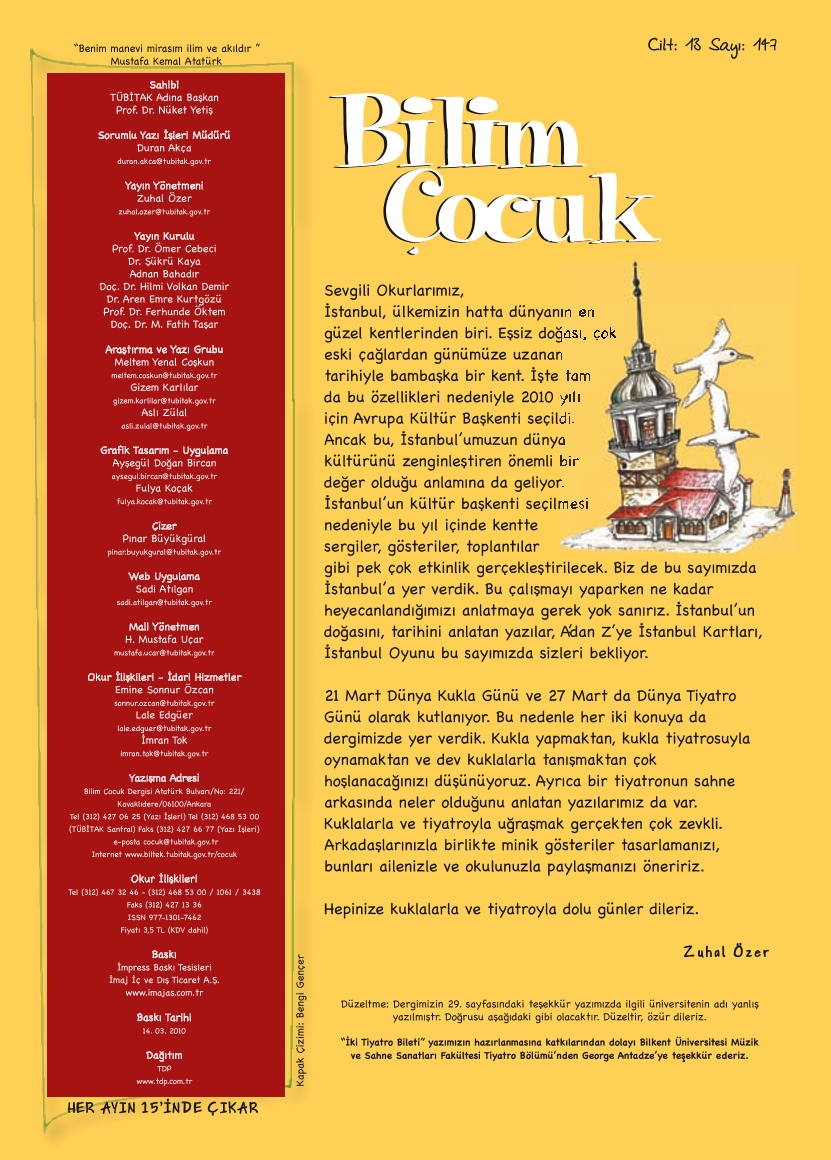 "Benim manevi mirasım ilim ve akıldır "
Mustafa Kemal Atatürk
Sahibi
TÜBİTAK Adına Başkan
Prof. Dr. Nüket Yetiş
Sorumlu Yazı İşleri Müdürü
Duran Akça
duran.akca@tubitak.gov.tr
Yayın Yönetmeni
Zuhal Özer
zuhal.ozer@tubitak.gov.tr
Yayın Kurulu
Prof. Dr. Ömer Cebeci
Dr. Şükrü Kaya
Adnan Bahadır
Doç. Dr. Hilmi Volkan Demir
Dr. Aren Emre Kurtgözü
Prof. Dr. Ferhunde Öktem
Doç. Dr. M. Fatih Taşar
Araştırma ve Yazı Grubu
Meltem Yenal Coşkun
meltem.coskun@tubitak.gov.tr
Gizem Karlılar
gizem.karlilar@tubitak.gov.tr
Aslı Zülal
asli.zulal@tubitak.gov.tr
Grafik Tasarım - Uygulama
Ayşegül Doğan Bircan
aysegul.bircan@tubitak.gov.tr
Fulya Koçak
fulya.kocak@tubitak.gov.tr
Çizer
Pınar Büyükgüral
pinar.buyukgural@tubitak.gov.tr
Web Uygulama
Sadi Atılgan
sadi.atilgan@tubitak.gov.tr
Mali Yönetmen
H. Mustafa Uçar
mustafa.ucar@tubitak.gov.tr
Okur İlişkileri - İdari Hizmetler
Emine Sonnur Özcan
sonnur.ozcan@tubitak.gov.tr
Lale Edgüer
lale.edguer@tubitak.gov.tr
İmran Tok
imran.tok@tubitak.gov.tr
Yazışma Adresi
Bilim Çocuk Dergisi Atatürk Bulvarı/No: 221/
Kavaklıdere/06100/Ankara
Tel (312) 427 06 25 (Yazı İşleri) Tel (312) 468 53 00
(TÜBİTAK Santral) Faks (312) 427 66 77 (Yazı İşleri)
e-posta cocuk@tubitak.gov.tr
Internet www.biltek.tubitak.gov.tr/cocuk
Okur İlişkileri
Tel (312) 467 32 46 - (312) 468 53 00 / 1061 / 3438
Faks (312) 427 13 36
ISSN 977-1301-7462
Fiyatı 3,5 TL (KDV dahil)
Baskı
İmpress Baskı Tesisleri
İmaj İç ve Dış Ticaret A.Ş.
www.imajas.com.tr
Baskı Tarihi
14. 03. 2010
Dağıtım
TDP
www.tdp.com.tr
HER AYIN 15'İNDE ÇIKAR
Kapak Çizimi: Bengi Gençer
Cilt: 13 Sayı: 147
Bilim
Çocuk
Sevgili Okurlarımız,
İstanbul, ülkemizin hatta dünyanın en
güzel kentlerinden biri. Eşsiz doğası, çok
eski çağlardan günümüze uzanan
tarihiyle bambaşka bir kent. İşte tam
da bu özellikleri nedeniyle 2010 yılı
için Avrupa Kültür Başkenti seçildi.
Ancak bu, İstanbul'umuzun dünya
kültürünü zenginleştiren önemli bir
değer olduğu anlamına da geliyor.
İstanbul'un kültür başkenti seçilmesi
nedeniyle bu yıl içinde kentte
sergiler, gösteriler, toplantılar
gibi pek çok etkinlik gerçekleştirilecek. Biz de bu sayımızda
İstanbul'a yer verdik. Bu çalışmayı yaparken ne kadar
heyecanlandığımızı anlatmaya gerek yok sanırız. İstanbul'un
doğasını, tarihini anlatan yazılar, A'dan Z'ye İstanbul Kartları,
İstanbul Oyunu bu sayımızda sizleri bekliyor.
21 Mart Dünya Kukla Günü ve 27 Mart da Dünya Tiyatro
Günü olarak kutlanıyor. Bu nedenle her iki konuya da
dergimizde yer verdik. Kukla yapmaktan, kukla tiyatrosuyla
oynamaktan ve dev kuklalarla tanışmaktan çok
hoşlanacağınızı düşünüyoruz. Ayrıca bir tiyatronun sahne
arkasında neler olduğunu anlatan yazılarımız da var.
Kuklalarla ve tiyatroyla uğraşmak gerçekten çok zevkli.
Arkadaşlarınızla birlikte minik gösteriler tasarlamanızı,
bunları ailenizle ve okulunuzla paylaşmanızı öneririz.
Hepinize kuklalarla ve tiyatroyla dolu günler dileriz.
Zuhal Özer
Düzeltme: Dergimizin 29. sayfasındaki teşekkür yazımızda ilgili üniversitenin adı yanlış
yazılmıştr. Doğrusu aşağıdaki gibi olacaktır. Düzeltir, özür dileriz.
"İki Tiyatro Bileti" yazımızın hazırlanmasına katkılarından dolayı Bilkent Üniversitesi Müzik
ve Sahne Sanatları Fakültesi Tiyatro Bölümü'nden George Antadze'ye teşekkür ederiz.